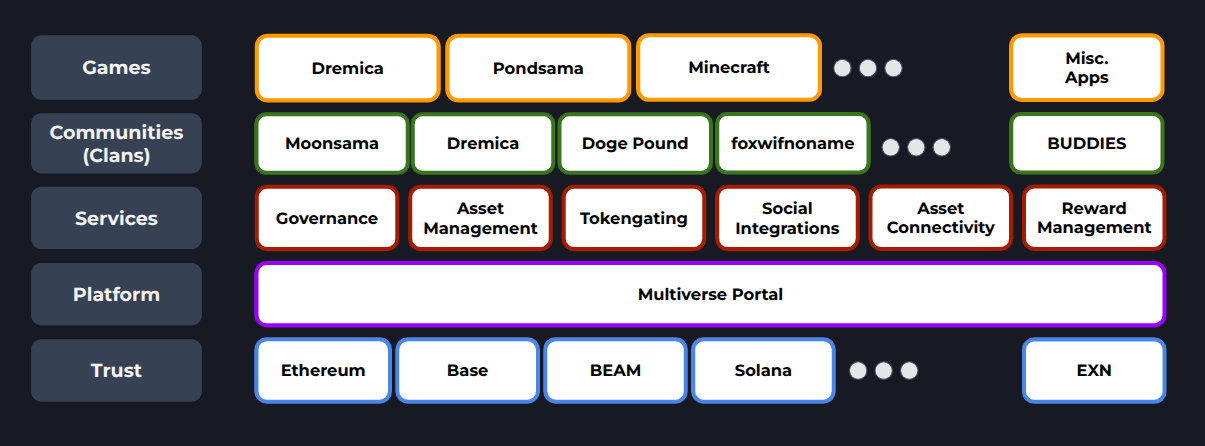 Games
Dremica
Pondsama
Minecraft
Misc.
Apps
Communities
(Clans)
Moonsama
Dremica
Doge Pound
foxwifnoname
BUDDIES
Services
Governance
Asset
Management
Tokengating
Social
Integrations
Asset
Connectivity
Reward
Management
Platform
Multiverse Portal
Trust
Ethereum
Base
BEAM
Solana
EXN